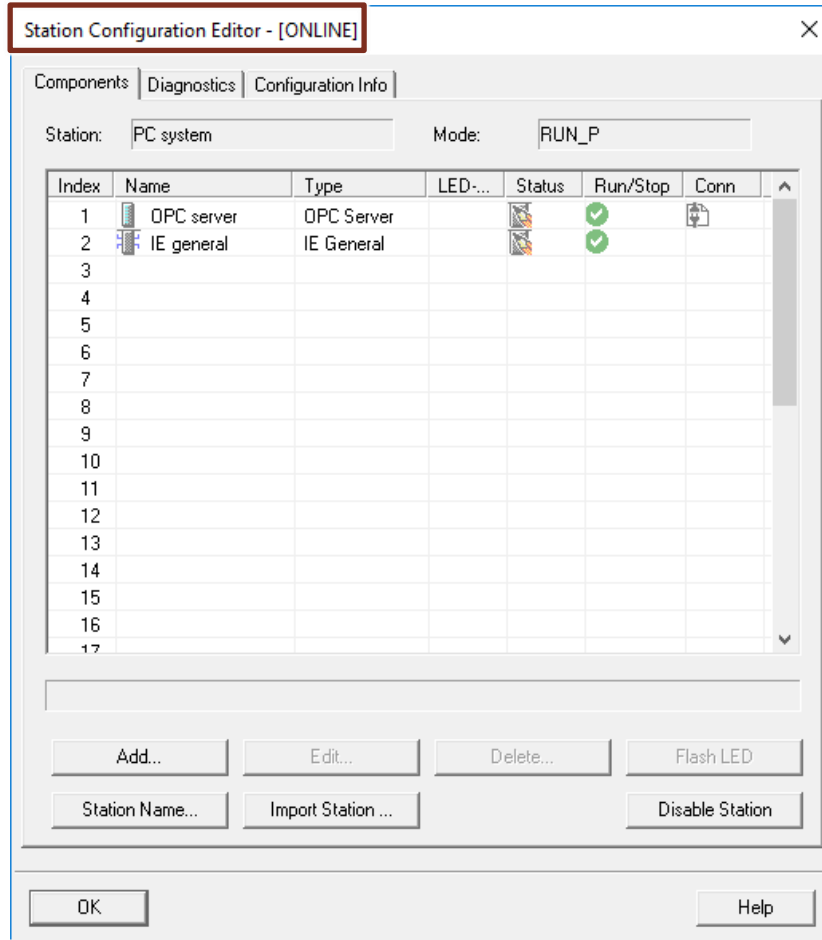 Station Configuration Editor - [ONLINE]
Components Diagnostics Configuration Info
Station: PC system Mode: RUN_P
Index Name Type LED-... Status Run/Stop Conn
1 OPC server OPC Server
2 IE general IE General
3
4
5
6
7
8
9
10
11
12
13
14
15
16
17
Add... Edit... Delete... Flash LED
Station Name... Import Station ... Disable Station
OK Help